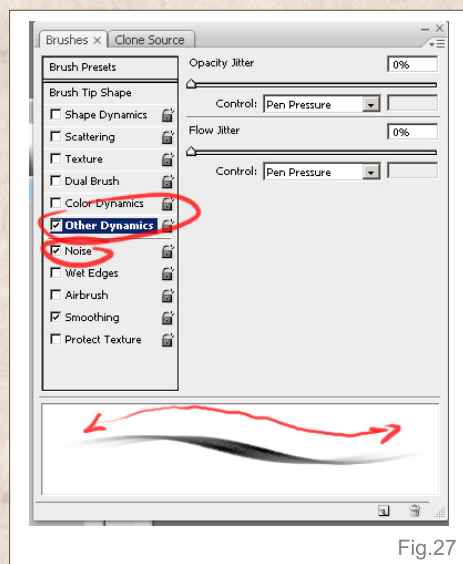 Brushes × Clone Source
Brush Presets
Brush Tip Shape
Shape Dynamics
Scattering
Texture
Dual Brush
Color Dynamics
Other Dynamics
Noise
Wet Edges
Airbrush
Smoothing
Protect Texture
Opacity Jitter 0%
Control: Pen Pressure
Flow Jitter 0%
Control: Pen Pressure
Fig.27